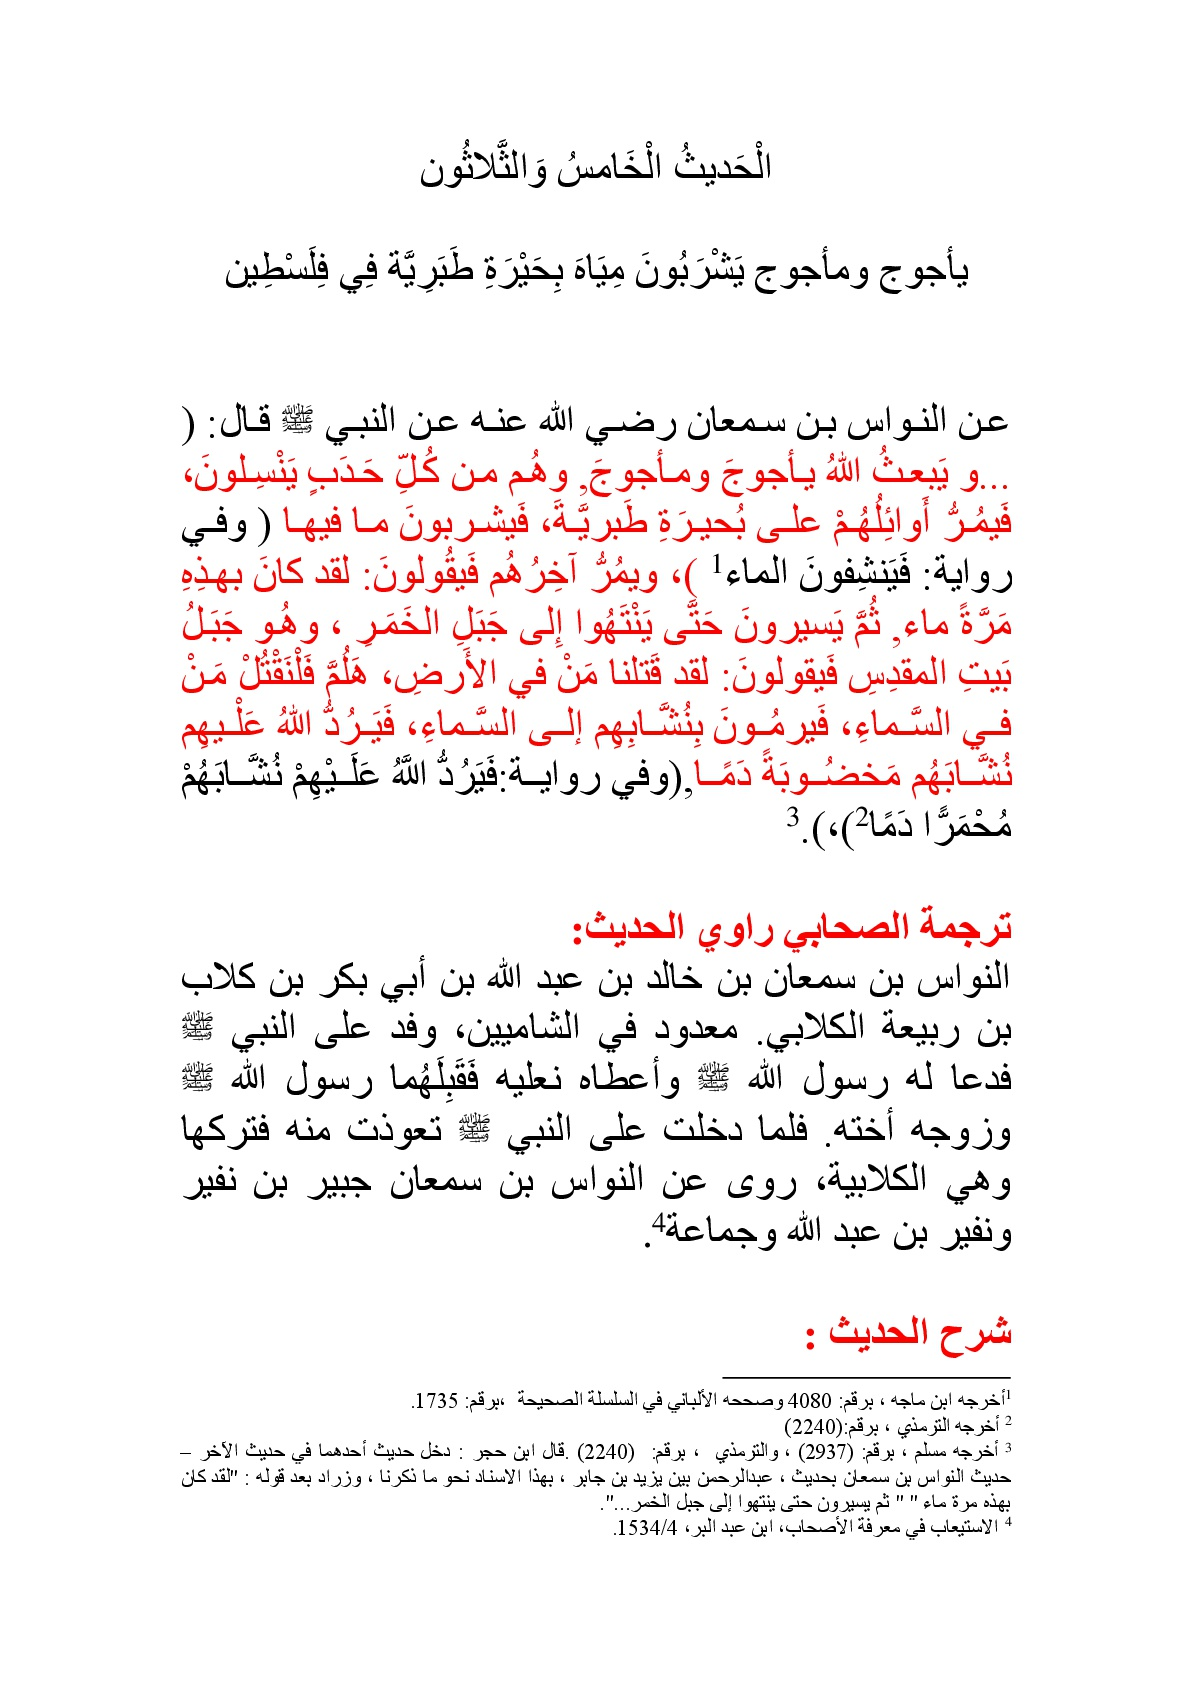 الْحَديثُ الْخَامسُ وَالثَّلاثُون
يأجوج ومأجوج يَشْرَبُونَ مِيَاهَ بِحَيْرَةِ طَبَرِيَّة فِي فِلَسْطِين
عن النواس بن سمعان رضي الله عنه عن النبي ﷺ قال: (
...و يَبعثُ اللهُ يأجوجَ ومأجوجَ, وهُم من كُلِّ حَدَبٍ يَنْسِلونَ،
فَيمُرُّ أَوائِلُهُمْ على بُحيرَةِ طَبريَّةَ، فَيشربونَ ما فيها ( وفي
رواية: فَيَنشِفونَ الماء1 )، ويمُرُّ آخِرُهُم فَيقُولونَ: لقد كانَ بهذِهِ
مَرَّةً ماء, ثُمَّ يَسيرونَ حَتَّى يَنْتَهُوا إِلى جَبَلِ الخَمَرِ ، وهُو جَبَلُ
بَيتِ المقدِسِ فَيقولونَ: لقد قَتلنا مَنْ في الأَرضِ، هَلُمَّ فَلْنَقْتُلْ مَنْ
في السَّماءِ، فَيرمُونَ بِنُشَّابِهِم إلى السَّماءِ، فَيَرُدُّ اللهُ عَلْيهِم
نُشَّابَهُم مَخضُوبَةً دَمًا,(وفي رواية:فَيَرُدُّ اللَّهُ عَلَيْهِمْ نُشَّابَهُمْ
مُحْمَرًّا دَمًا2)،).3
ترجمة الصحابي راوي الحديث:
النواس بن سمعان بن خالد بن عبد الله بن أبي بكر بن كلاب
بن ربيعة الكلابي. معدود في الشاميين، وفد على النبي ﷺ
فدعا له رسول الله ﷺ وأعطاه نعليه فَقَبِلَهُما رسول الله ﷺ
وزوجه أخته. فلما دخلت على النبي ﷺ تعوذت منه فتركها
وهي الكلابية، روى عن النواس بن سمعان جبير بن نفير
ونفير بن عبد الله وجماعة4.
شرح الحديث :
1أخرجه ابن ماجه ، برقم: 4080 وصححه الألباني في السلسلة الصحيحة ،برقم: 1735.
2 أخرجه الترمذي ، برقم:(2240)
3 أخرجه مسلم ، برقم: (2937) ، والترمذي ، برقم: (2240) .قال ابن حجر : دخل حديث أحدهما في حديث الآخر –
حديث النواس بن سمعان بحديث ، عبدالرحمن بين يزيد بن جابر ، بهذا الاسناد نحو ما ذكرنا ، وزراد بعد قوله : "لقد كان
بهذه مرة ماء " " ثم يسيرون حتى ينتهوا إلى جبل الخمر...".
4 الاستيعاب في معرفة الأصحاب، ابن عبد البر، 1534/4.